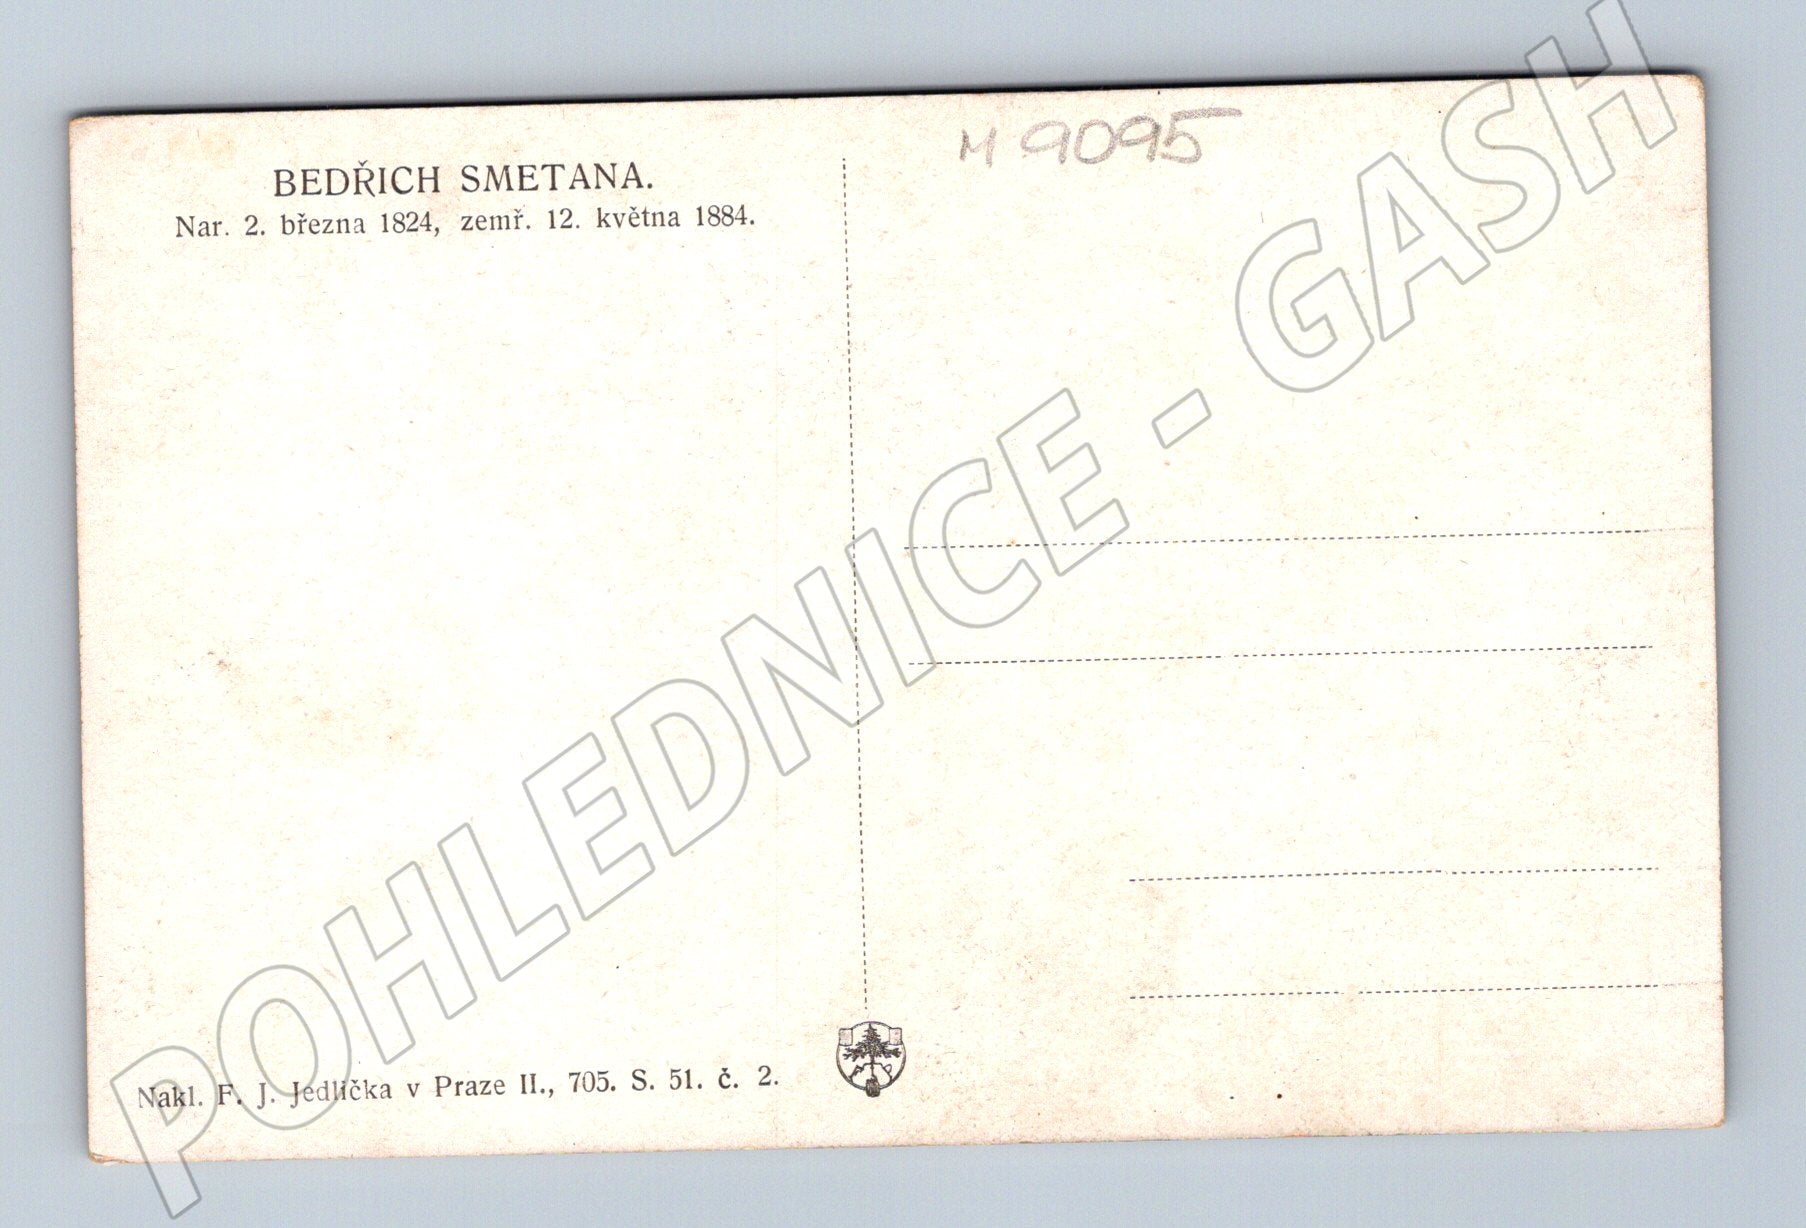 BEDŘICH SMETANA.
Nar. 2. března 1824, zemř. 12. května 1884.
M 9095
POHLEDNICE - GASH
Nakl. F. J. Jedlička v Praze II., 705. S. 51. č. 2.